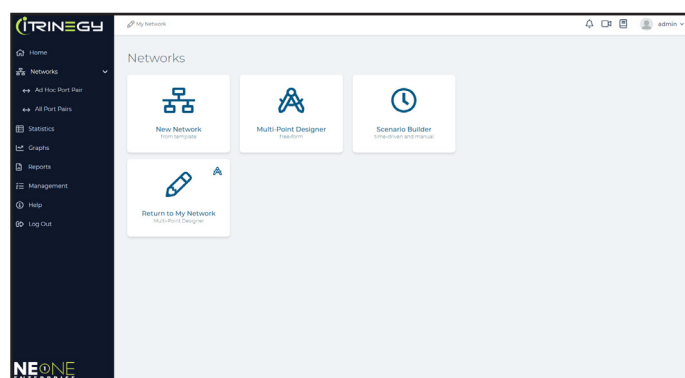 iTRINEGY
My Network
admin
Home
Networks
Ad Hoc Port Pair
All Port Pairs
Statistics
Graphs
Reports
Management
Help
Log Out
Networks
New Network
from template
Multi-Point Designer
free-form
Scenario Builder
time-driven and manual
Return to My Network
Multi-Point Designer
NEONE
ENTERPRISE